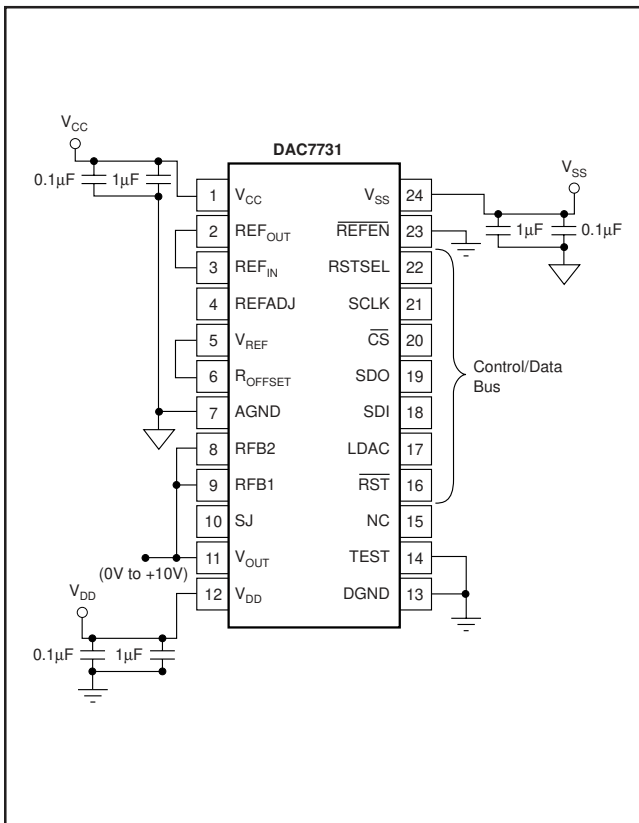 V_CC
0.1µF 1µF
DAC7731
V_SS
1µF 0.1µF
1 V_CC V_SS 24
2 REF_OUT R̅E̅F̅E̅N̅ 23
3 REF_IN RSTSEL 22
4 REFADJ SCLK 21
5 V_REF C̅S̅ 20
6 R_OFFSET SDO 19
7 AGND SDI 18
8 RFB2 LDAC 17
9 RFB1 R̅S̅T̅ 16
10 SJ NC 15
11 V_OUT TEST 14
12 V_DD DGND 13
Control/Data
Bus
(0V to +10V)
V_DD
0.1µF 1µF